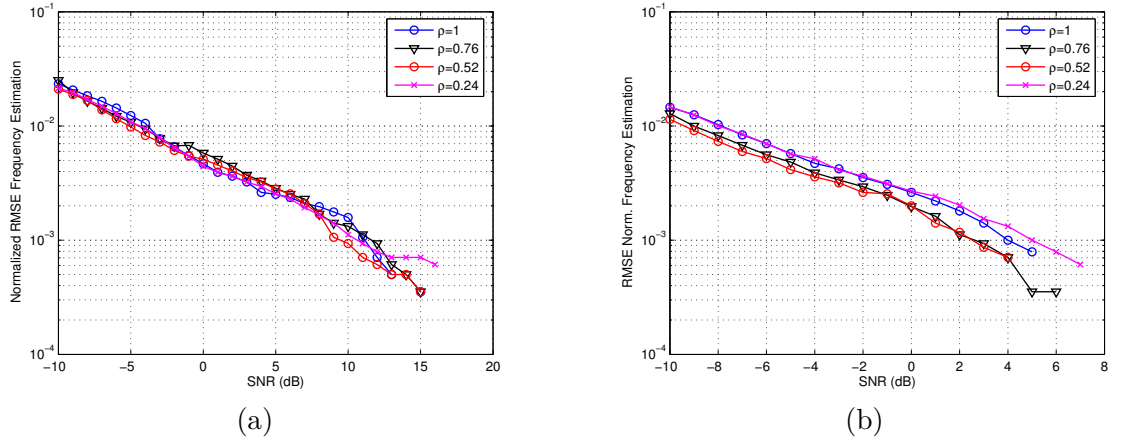 10^-1
10^-2
10^-3
10^-4
Normalized RMSE Frequency Estimation
−10 −5 0 5 10 15 20
SNR (dB)
ρ=1
ρ=0.76
ρ=0.52
ρ=0.24
(a)
10^-1
10^-2
10^-3
10^-4
RMSE Norm. Frequency Estimation
−10 −8 −6 −4 −2 0 2 4 6 8
SNR (dB)
ρ=1
ρ=0.76
ρ=0.52
ρ=0.24
(b)